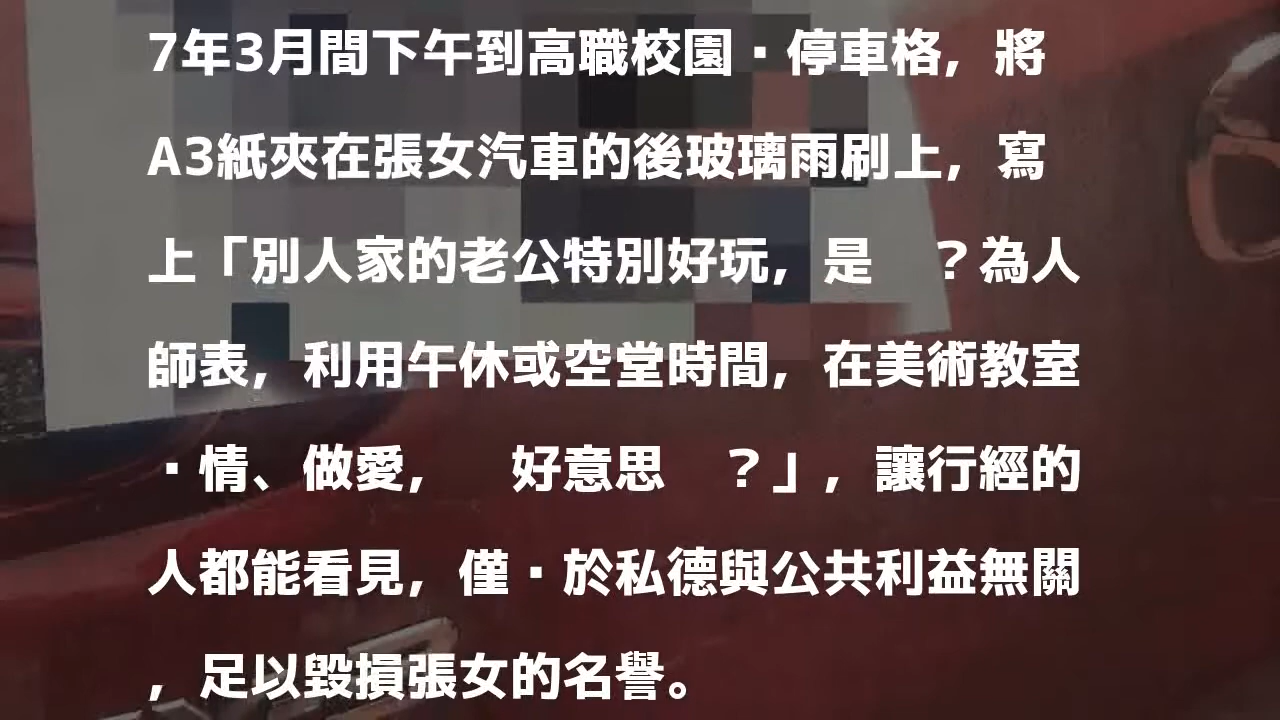 7年3月間下午到高職校園·停車格，將
A3紙夾在張女汽車的後玻璃雨刷上，寫
上「別人家的老公特別好玩，是　？為人
師表，利用午休或空堂時間，在美術教室
·情、做愛，　好意思　？」，讓行經的
人都能看見，僅·於私德與公共利益無關
，足以毀損張女的名譽。